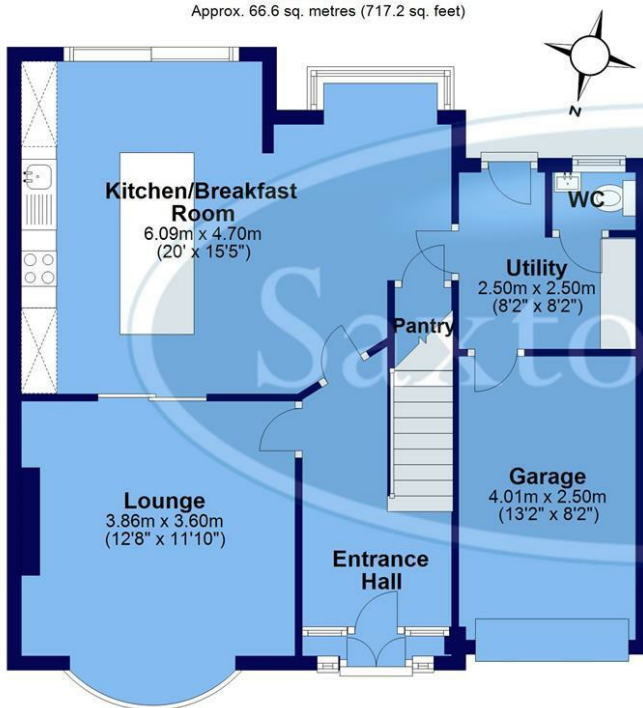 Approx. 66.6 sq. metres (717.2 sq. feet)
N
Kitchen/Breakfast
Room
6.09m x 4.70m
(20' x 15'5")
WC
Utility
2.50m x 2.50m
(8'2" x 8'2")
Pantry
Saxto
Lounge
3.86m x 3.60m
(12'8" x 11'10")
Garage
4.01m x 2.50m
(13'2" x 8'2")
Entrance
Hall